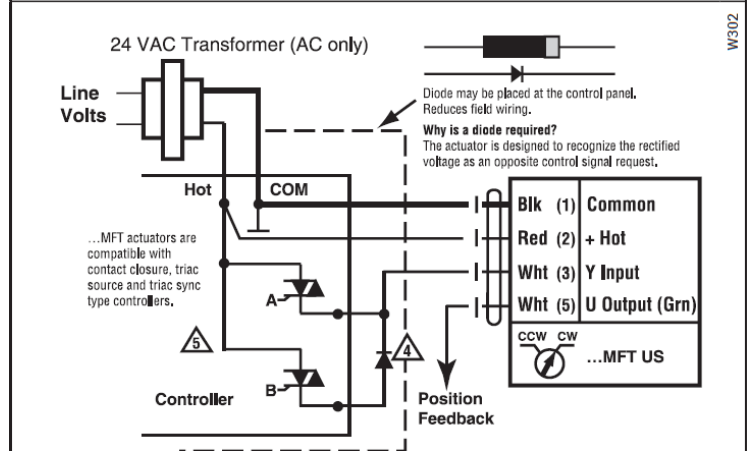 W302
24 VAC Transformer (AC only)
Line
Volts
Diode may be placed at the control panel.
Reduces field wiring.
Why is a diode required?
The actuator is designed to recognize the rectified
voltage as an opposite control signal request.
Hot
COM
...MFT actuators are
compatible with
contact closure, triac
source and triac sync
type controllers.
A
5
B
4
Controller
Blk (1) Common
Red (2) + Hot
Wht (3) Y Input
Wht (5) U Output (Grn)
CCW CW
...MFT US
Position
Feedback